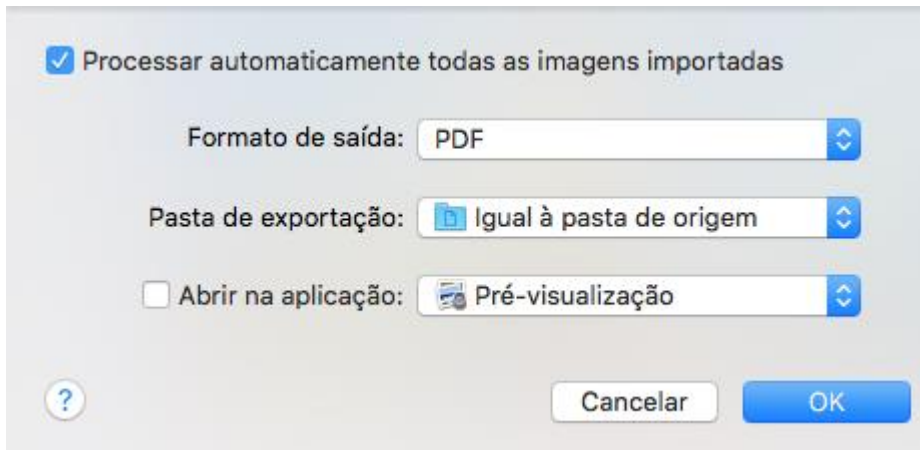 Processar automaticamente todas as imagens importadas
Formato de saída: PDF
Pasta de exportação: Igual à pasta de origem
Abrir na aplicação: Pré-visualização
? Cancelar OK